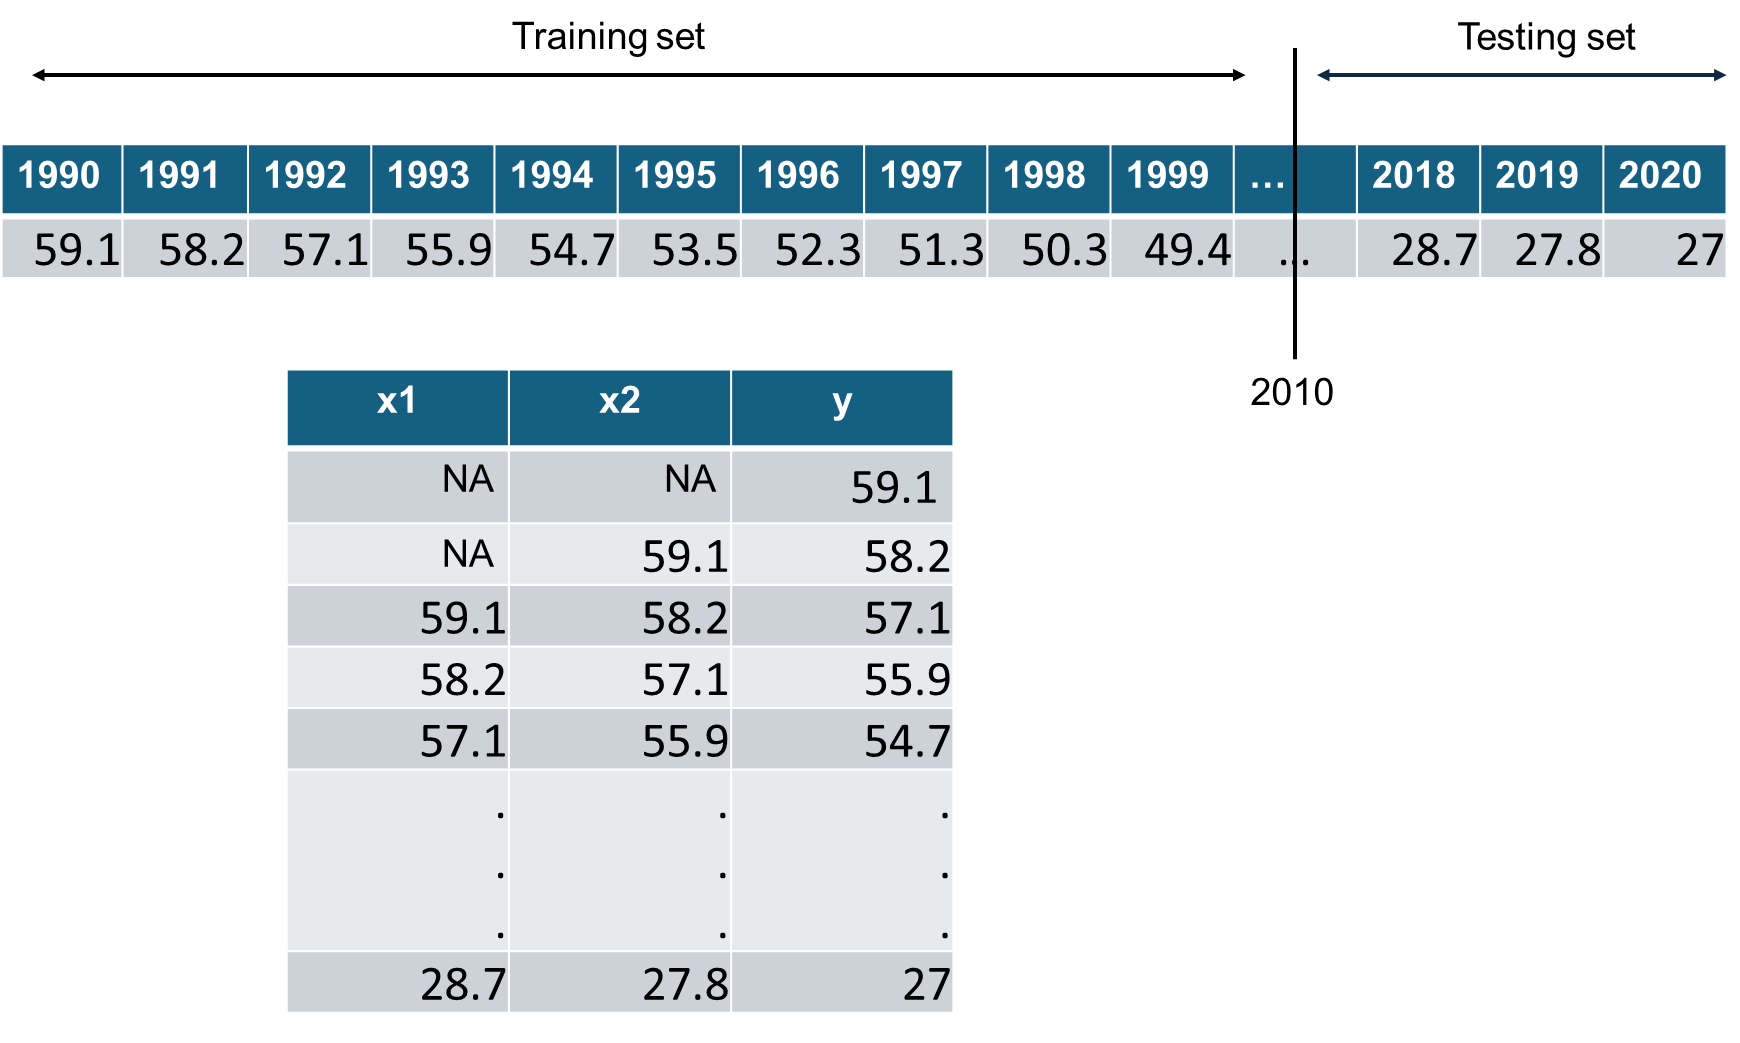 Training set Testing set
1990 1991 1992 1993 1994 1995 1996 1997 1998 1999 ... 2018 2019 2020
59.1 58.2 57.1 55.9 54.7 53.5 52.3 51.3 50.3 49.4 ... 28.7 27.8 27
2010
x1 x2 y
NA NA 59.1
NA 59.1 58.2
59.1 58.2 57.1
58.2 57.1 55.9
57.1 55.9 54.7
. . .
. . .
. . .
28.7 27.8 27